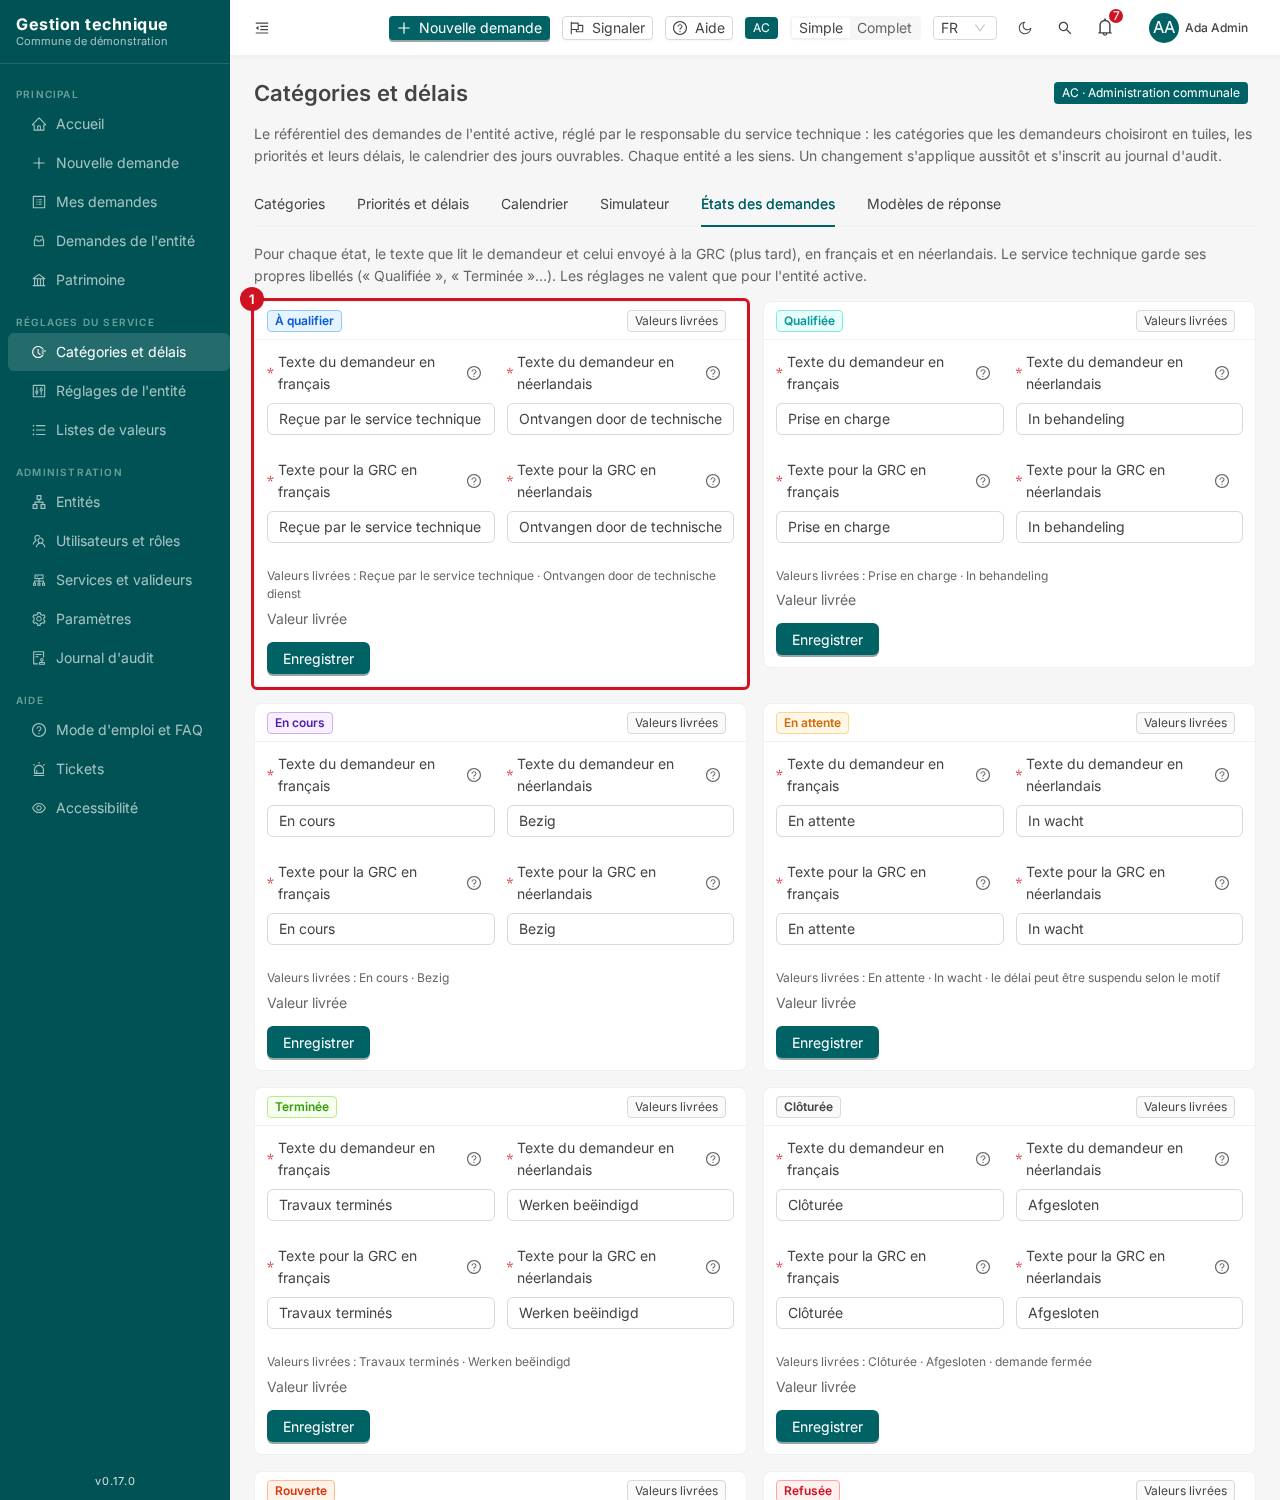 Gestion technique
Commune de démonstration
PRINCIPAL
Accueil
Nouvelle demande
Mes demandes
Demandes de l'entité
Patrimoine
RÉGLAGES DU SERVICE
Catégories et délais
Réglages de l'entité
Listes de valeurs
ADMINISTRATION
Entités
Utilisateurs et rôles
Services et valideurs
Paramètres
Journal d'audit
AIDE
Mode d'emploi et FAQ
Tickets
Accessibilité
v0.17.0
Nouvelle demande
Signaler
Aide
AC
Simple
Complet
FR
7
AA
Ada Admin
Catégories et délais
AC · Administration communale
Le référentiel des demandes de l'entité active, réglé par le responsable du service technique : les catégories que les demandeurs choisiront en tuiles, les
priorités et leurs délais, le calendrier des jours ouvrables. Chaque entité a les siens. Un changement s'applique aussitôt et s'inscrit au journal d'audit.
Catégories
Priorités et délais
Calendrier
Simulateur
États des demandes
Modèles de réponse
Pour chaque état, le texte que lit le demandeur et celui envoyé à la GRC (plus tard), en français et en néerlandais. Le service technique garde ses
propres libellés (« Qualifiée », « Terminée »…). Les réglages ne valent que pour l'entité active.
1
À qualifier
Valeurs livrées
* Texte du demandeur en
français
* Texte du demandeur en
néerlandais
Reçue par le service technique
Ontvangen door de technische
* Texte pour la GRC en
français
* Texte pour la GRC en
néerlandais
Reçue par le service technique
Ontvangen door de technische
Valeurs livrées : Reçue par le service technique · Ontvangen door de technische
dienst
Valeur livrée
Enregistrer
Qualifiée
Valeurs livrées
* Texte du demandeur en
français
* Texte du demandeur en
néerlandais
Prise en charge
In behandeling
* Texte pour la GRC en
français
* Texte pour la GRC en
néerlandais
Prise en charge
In behandeling
Valeurs livrées : Prise en charge · In behandeling
Valeur livrée
Enregistrer
En cours
Valeurs livrées
* Texte du demandeur en
français
* Texte du demandeur en
néerlandais
En cours
Bezig
* Texte pour la GRC en
français
* Texte pour la GRC en
néerlandais
En cours
Bezig
Valeurs livrées : En cours · Bezig
Valeur livrée
Enregistrer
En attente
Valeurs livrées
* Texte du demandeur en
français
* Texte du demandeur en
néerlandais
En attente
In wacht
* Texte pour la GRC en
français
* Texte pour la GRC en
néerlandais
En attente
In wacht
Valeurs livrées : En attente · In wacht · le délai peut être suspendu selon le motif
Valeur livrée
Enregistrer
Terminée
Valeurs livrées
* Texte du demandeur en
français
* Texte du demandeur en
néerlandais
Travaux terminés
Werken beëindigd
* Texte pour la GRC en
français
* Texte pour la GRC en
néerlandais
Travaux terminés
Werken beëindigd
Valeurs livrées : Travaux terminés · Werken beëindigd
Valeur livrée
Enregistrer
Clôturée
Valeurs livrées
* Texte du demandeur en
français
* Texte du demandeur en
néerlandais
Clôturée
Afgesloten
* Texte pour la GRC en
français
* Texte pour la GRC en
néerlandais
Clôturée
Afgesloten
Valeurs livrées : Clôturée · Afgesloten · demande fermée
Valeur livrée
Enregistrer
Rouverte
Valeurs livrées
Refusée
Valeurs livrées